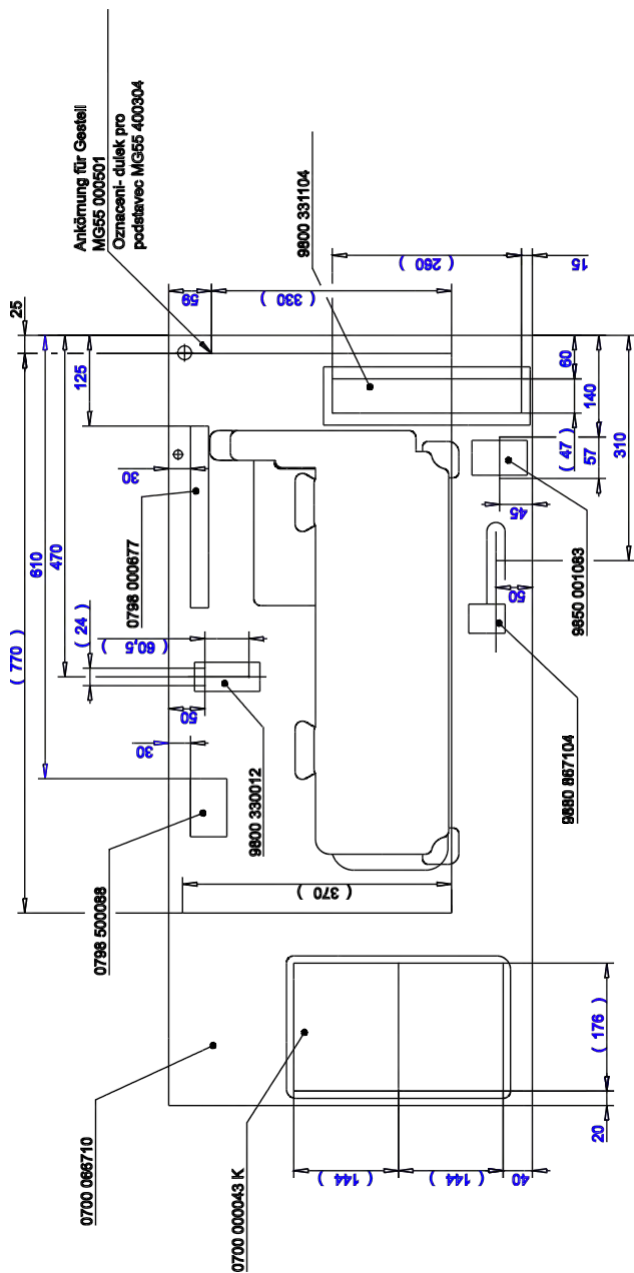 Ankörnung für Gestell
MG55 000501
Oznaceni- dulek pro
podstavec MG55 400304
9800 331104
0798 000677
9800 330012
0798 500088
0700 066710
0700 000043 K
9850 001083
9880 867104
25
( 770 )
610
470
125
( 24 )
( 60,5 )
30
50
30
59
( 330 )
( 260 )
15
60
( 47 )
140
57
310
45
50
( 370 )
( 176 )
20
( 144 )
( 144 )
40